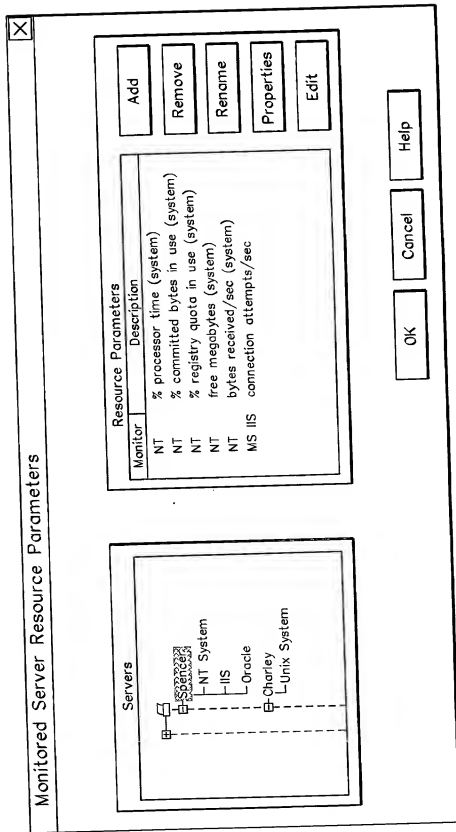 Monitored Server Resource Parameters
Servers
Spencer
NT System
IIS
Oracle
Charley
Unix System
Resource Parameters
Monitor Description
NT % processor time (system)
NT % committed bytes in use (system)
NT % registry quota in use (system)
NT free megabytes (system)
NT bytes received/sec (system)
MS IIS connection attempts/sec
Add
Remove
Rename
Properties
Edit
OK Cancel Help